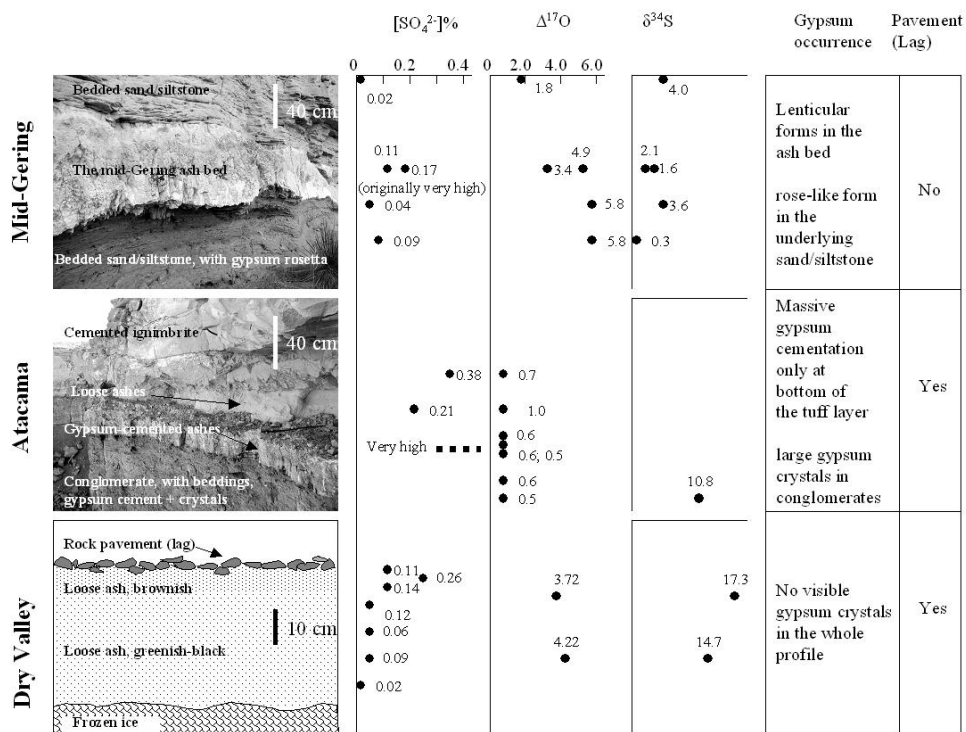 [SO₄²⁻]%
Δ¹⁷O
δ³⁴S
Gypsum occurrence
Pavement (Lag)
0 0.2 0.4 0 2.0 4.0 6.0
Mid-Gering
Bedded sand/siltstone
40 cm
The mid-Gering ash bed
Bedded sand/siltstone, with gypsum rosetta
0.02
0.11
0.17
(originally very high)
0.04
0.09
1.8
4.9
3.4
5.8
5.8
4.0
2.1
1.6
3.6
0.3
Lenticular
forms in the
ash bed
rose-like form
in the
underlying
sand/siltstone
No
Atacama
Cemented ignimbrite
40 cm
Loose ashes
Gypsum-cemented ashes
Conglomerate, with beddings,
gypsum cement + crystals
0.38
0.21
Very high
0.7
1.0
0.6
0.6, 0.5
0.6
0.5
10.8
Massive
gypsum
cementation
only at
bottom of
the tuff layer
large gypsum
crystals in
conglomerates
Yes
Dry Valley
Rock pavement (lag)
Loose ash, brownish
10 cm
Loose ash, greenish-black
Frozen ice
0.11
0.26
0.14
0.12
0.06
0.09
0.02
3.72
4.22
17.3
14.7
No visible
gypsum crystals
in the whole
profile
Yes